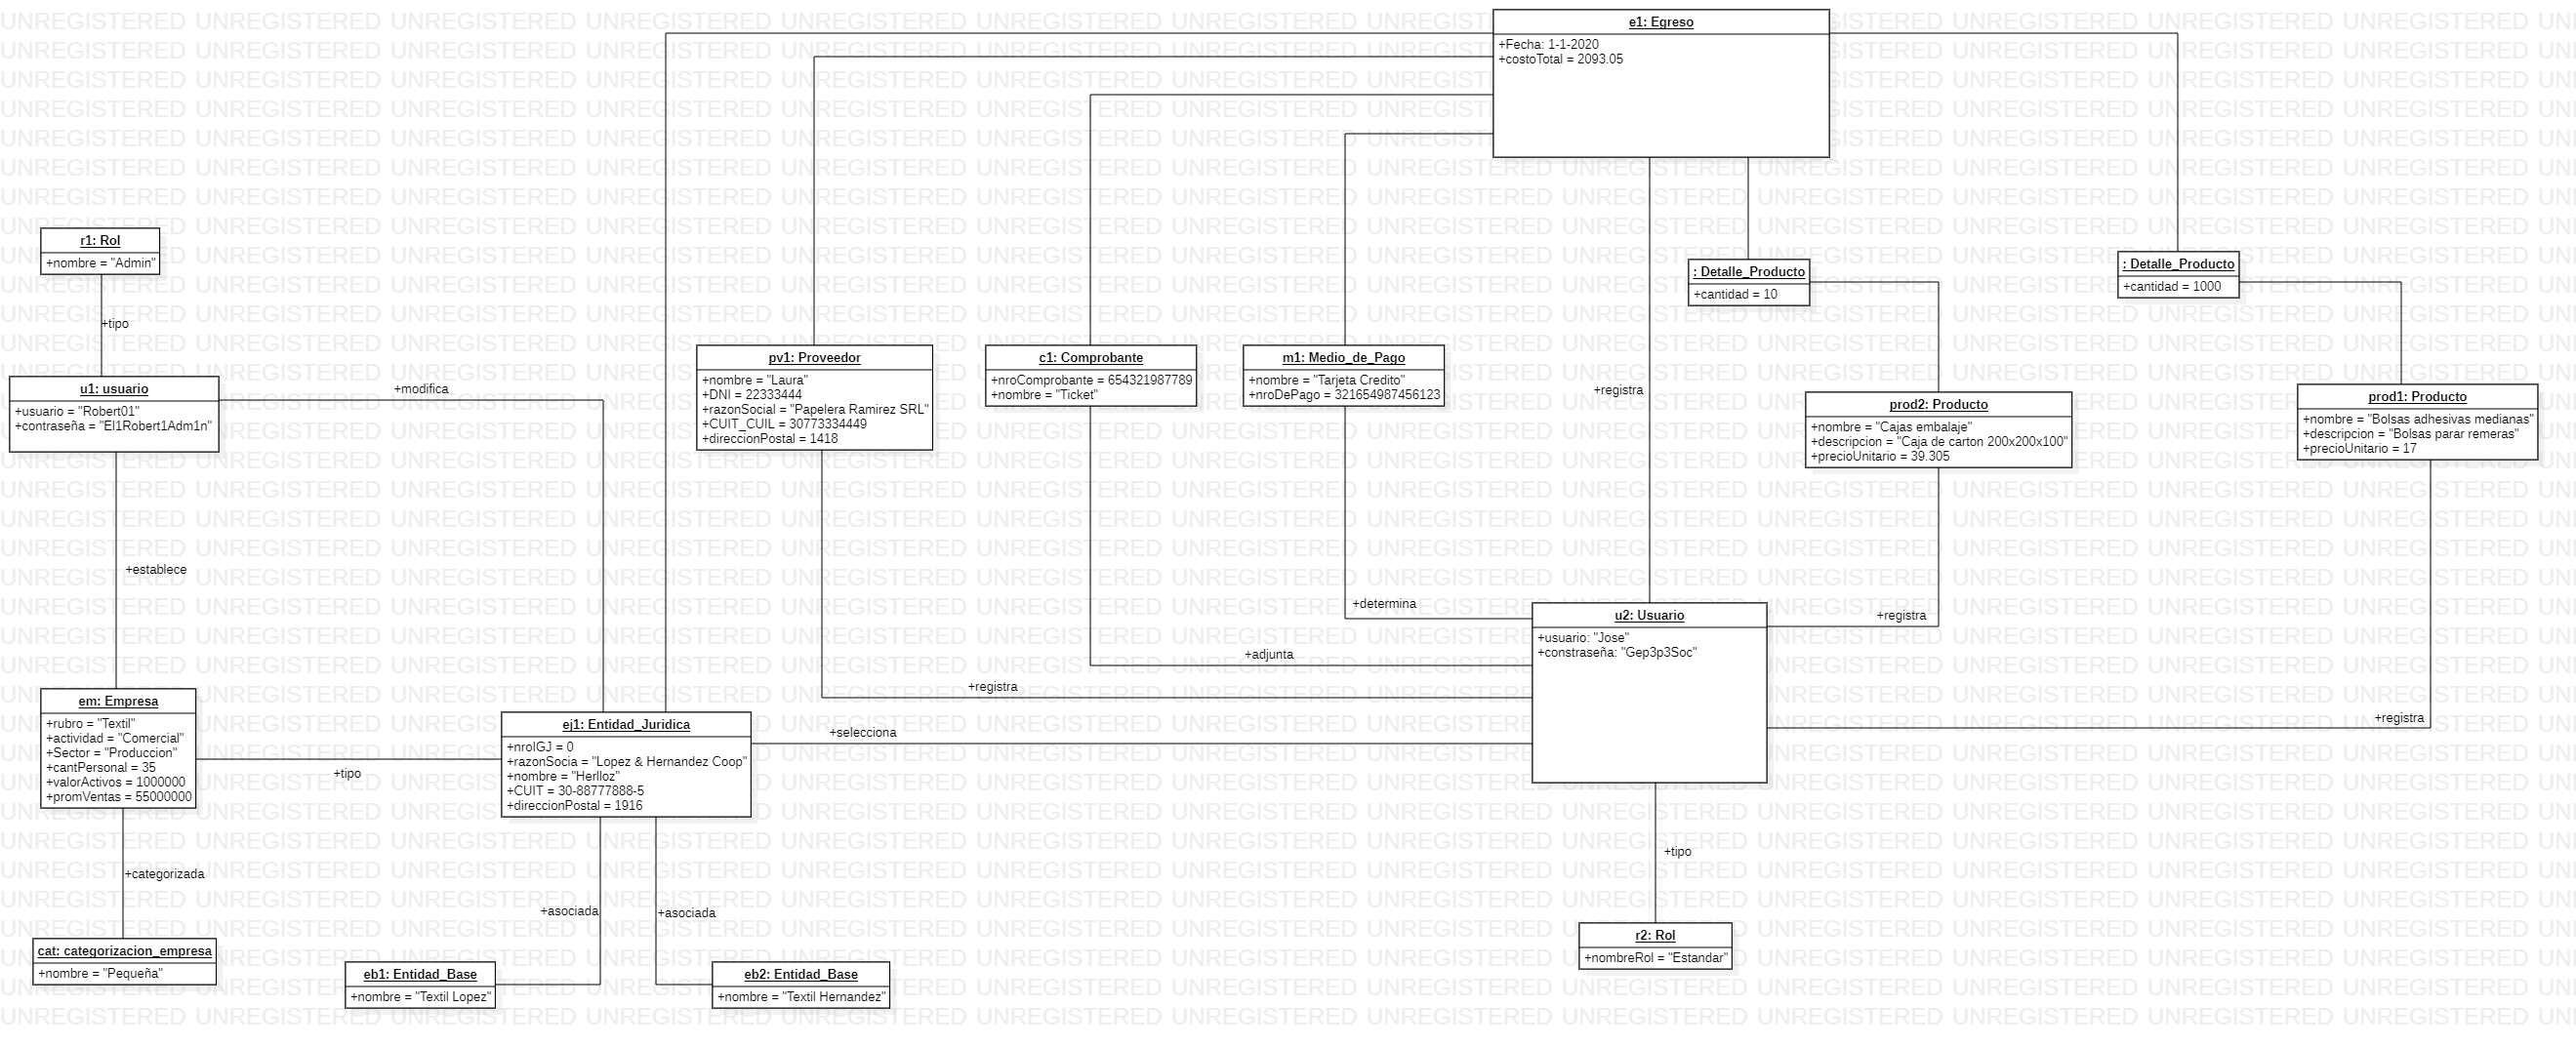 e1: Egreso
+Fecha: 1-1-2020
+costoTotal = 2093.05
r1: Rol
+nombre = "Admin"
+tipo
: Detalle_Producto
+cantidad = 10
: Detalle_Producto
+cantidad = 1000
u1: usuario
+usuario = "Robert01"
+contraseña = "El1Robert1Adm1n"
+modifica
pv1: Proveedor
+nombre = "Laura"
+DNI = 22333444
+razonSocial = "Papelera Ramirez SRL"
+CUIT_CUIL = 30773334449
+direccionPostal = 1418
c1: Comprobante
+nroComprobante = 654321987789
+nombre = "Ticket"
m1: Medio_de_Pago
+nombre = "Tarjeta Credito"
+nroDePago = 321654987456123
+registra
prod2: Producto
+nombre = "Cajas embalaje"
+descripcion = "Caja de carton 200x200x100"
+precioUnitario = 39.305
prod1: Producto
+nombre = "Bolsas adhesivas medianas"
+descripcion = "Bolsas parar remeras"
+precioUnitario = 17
+establece
+determina
+adjunta
+registra
+selecciona
u2: Usuario
+usuario: "Jose"
+constraseña: "Gep3p3Soc"
+registra
+registra
em: Empresa
+rubro = "Textil"
+actividad = "Comercial"
+Sector = "Produccion"
+cantPersonal = 35
+valorActivos = 1000000
+promVentas = 55000000
+tipo
ej1: Entidad_Juridica
+nroIGJ = 0
+razonSocia = "Lopez & Hernandez Coop"
+nombre = "Herlloz"
+CUIT = 30-88777888-5
+direccionPostal = 1916
+categorizada
+asociada
+asociada
+tipo
cat: categorizacion_empresa
+nombre = "Pequeña"
eb1: Entidad_Base
+nombre = "Textil Lopez"
eb2: Entidad_Base
+nombre = "Textil Hernandez"
r2: Rol
+nombreRol = "Estandar"
UNREGISTERED